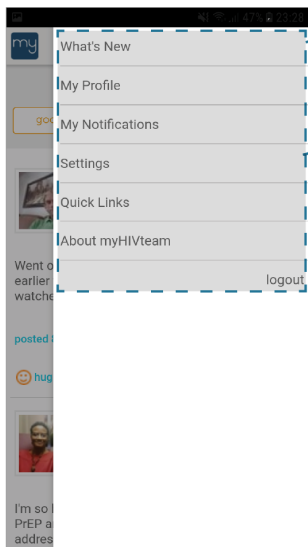 47% 23:28
my
What's New
My Profile
goo
My Notifications
Settings
Quick Links
About myHIVteam
Went o
logout
earlier
watche
posted
hug
I'm so
PrEP a
addres